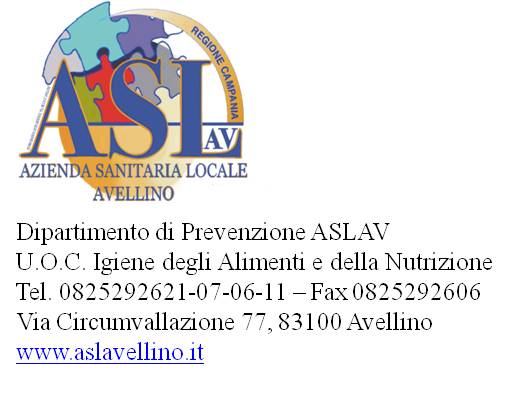 REGIONE CAMPANIA
ASL AV
AZIENDA SANITARIA LOCALE
AVELLINO
Dipartimento di Prevenzione ASLAV
U.O.C. Igiene degli Alimenti e della Nutrizione
Tel. 0825292621-07-06-11 – Fax 0825292606
Via Circumvallazione 77, 83100 Avellino
www.aslavellino.it